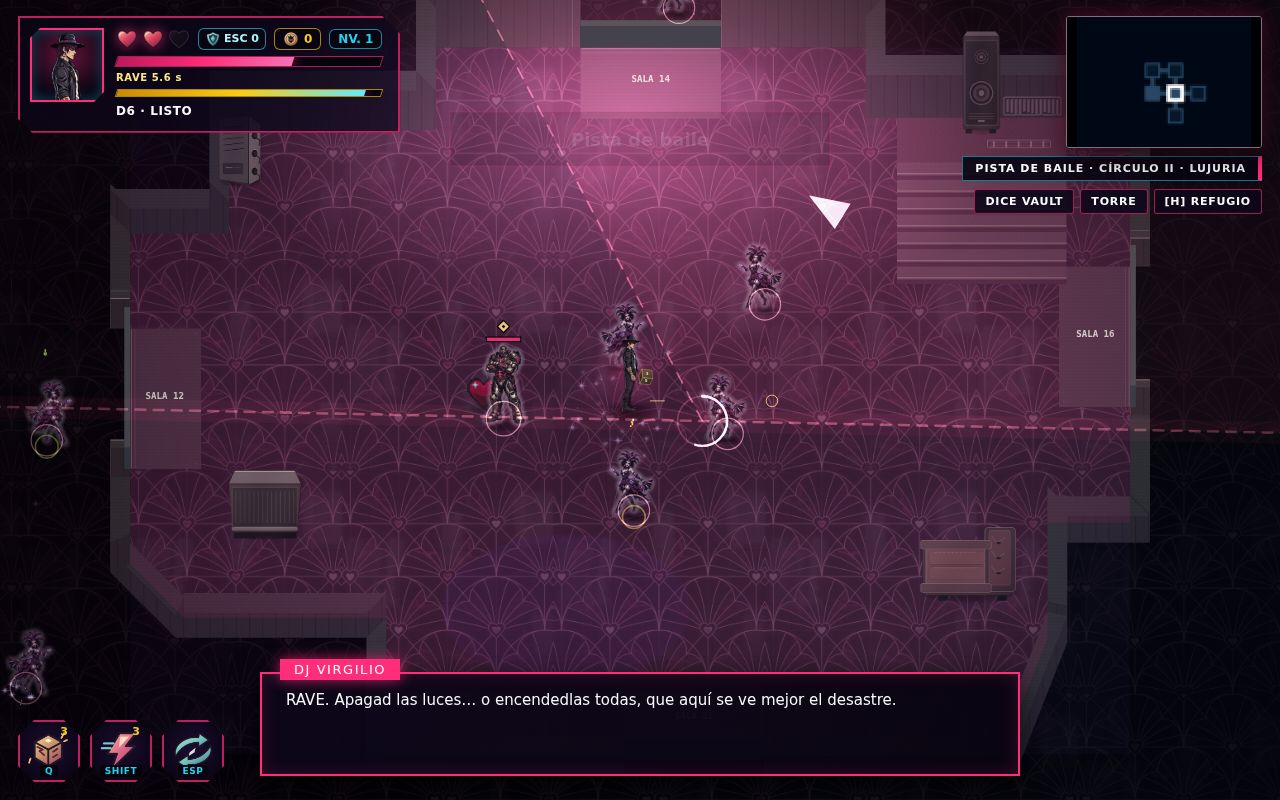 ESC 0
0
NV. 1
RAVE 5.6 s
D6 · LISTO
SALA 14
Pista de baile
PISTA DE BAILE · CÍRCULO II · LUJURIA
DICE VAULT
TORRE
[H] REFUGIO
SALA 16
SALA 12
DJ VIRGILIO
RAVE. Apagad las luces... o encendedlas todas, que aquí se ve mejor el desastre.
3
Q
3
SHIFT
ESP